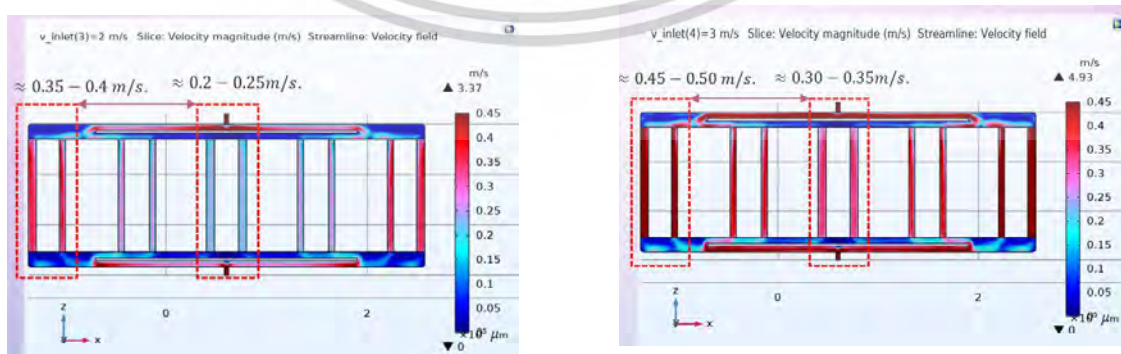 v_inlet(3)=2 m/s Slice: Velocity magnitude (m/s) Streamline: Velocity field
≈ 0.35 − 0.4 m/s.
≈ 0.2 − 0.25m/s.
m/s
▲ 3.37
0.45
0.4
0.35
0.3
0.25
0.2
0.15
0.1
0.05
▼ 0
0
2
×10⁵ μm
z
x
v_inlet(4)=3 m/s Slice: Velocity magnitude (m/s) Streamline: Velocity field
≈ 0.45 − 0.50 m/s.
≈ 0.30 − 0.35m/s.
m/s
▲ 4.93
0.45
0.4
0.35
0.3
0.25
0.2
0.15
0.1
0.05
▼ 0
0
2
×10⁵ μm
z
x